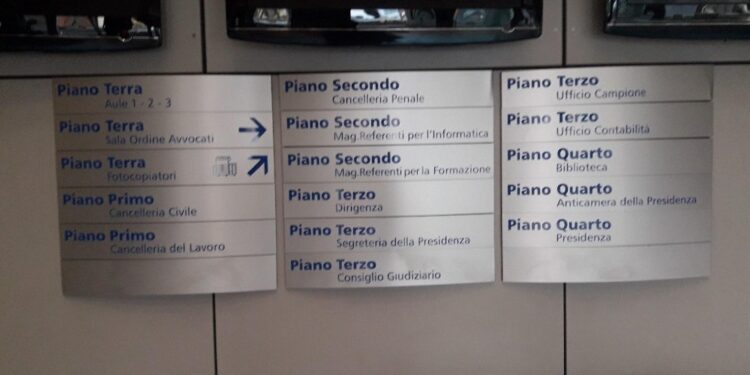 Piano Terra
Aule 1 - 2 - 3
Piano Terra
Sala Ordine Avvocati
Piano Terra
Fotocopiatori
Piano Primo
Cancelleria Civile
Piano Primo
Cancelleria del Lavoro
Piano Secondo
Cancelleria Penale
Piano Secondo
Mag.Referenti per l'Informatica
Piano Secondo
Mag.Referenti per la Formazione
Piano Terzo
Dirigenza
Piano Terzo
Segreteria della Presidenza
Piano Terzo
Consiglio Giudiziario
Piano Terzo
Ufficio Campione
Piano Terzo
Ufficio Contabilità
Piano Quarto
Biblioteca
Piano Quarto
Anticamera della Presidenza
Piano Quarto
Presidenza